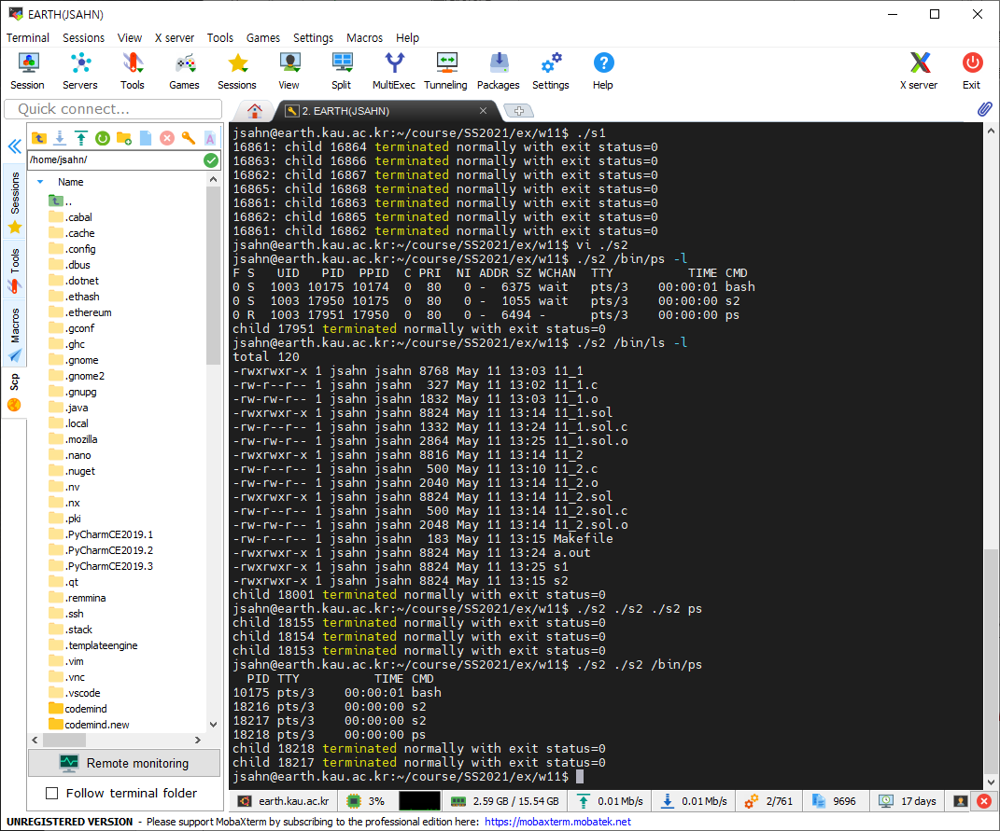 EARTH(JSAHN)
Terminal Sessions View X server Tools Games Settings Macros Help
Session Servers Tools Games Sessions View Split MultiExec Tunneling Packages Settings Help X server Exit
Quick connect...
2. EARTH(JSAHN)
/home/jsahn/
Name
..
.cabal
.cache
.config
.dbus
.dotnet
.ethash
.ethereum
.gconf
.ghc
.gnome
.gnome2
.gnupg
.java
.local
.mozilla
.nano
.nuget
.nv
.nx
.pki
.PyCharmCE2019.1
.PyCharmCE2019.2
.PyCharmCE2019.3
.qt
.remmina
.ssh
.stack
.templateengine
.vim
.vnc
.vscode
codemind
codemind.new
Sessions
Tools
Macros
Scp
Remote monitoring
Follow terminal folder
jsahn@earth.kau.ac.kr:~/course/SS2021/ex/w11$ ./s1
16861: child 16864 terminated normally with exit status=0
16863: child 16866 terminated normally with exit status=0
16862: child 16867 terminated normally with exit status=0
16865: child 16868 terminated normally with exit status=0
16861: child 16863 terminated normally with exit status=0
16862: child 16865 terminated normally with exit status=0
16861: child 16862 terminated normally with exit status=0
jsahn@earth.kau.ac.kr:~/course/SS2021/ex/w11$ vi ./s2
jsahn@earth.kau.ac.kr:~/course/SS2021/ex/w11$ ./s2 /bin/ps -l
F S   UID   PID  PPID  C PRI  NI ADDR SZ WCHAN  TTY          TIME CMD
0 S  1003 10175 10174  0  80   0 -  6375 wait   pts/3    00:00:01 bash
0 S  1003 17950 10175  0  80   0 -  1055 wait   pts/3    00:00:00 s2
0 R  1003 17951 17950  0  80   0 -  6494 -      pts/3    00:00:00 ps
child 17951 terminated normally with exit status=0
jsahn@earth.kau.ac.kr:~/course/SS2021/ex/w11$ ./s2 /bin/ls -l
total 120
-rwxrwxr-x 1 jsahn jsahn 8768 May 11 13:03 11_1
-rw-r--r-- 1 jsahn jsahn  327 May 11 13:02 11_1.c
-rw-rw-r-- 1 jsahn jsahn 1832 May 11 13:03 11_1.o
-rwxrwxr-x 1 jsahn jsahn 8824 May 11 13:14 11_1.sol
-rw-r--r-- 1 jsahn jsahn 1332 May 11 13:24 11_1.sol.c
-rw-rw-r-- 1 jsahn jsahn 2864 May 11 13:25 11_1.sol.o
-rwxrwxr-x 1 jsahn jsahn 8816 May 11 13:14 11_2
-rw-r--r-- 1 jsahn jsahn  500 May 11 13:10 11_2.c
-rw-rw-r-- 1 jsahn jsahn 2040 May 11 13:14 11_2.o
-rwxrwxr-x 1 jsahn jsahn 8824 May 11 13:14 11_2.sol
-rw-r--r-- 1 jsahn jsahn  500 May 11 13:14 11_2.sol.c
-rw-rw-r-- 1 jsahn jsahn 2048 May 11 13:14 11_2.sol.o
-rw-r--r-- 1 jsahn jsahn  183 May 11 13:15 Makefile
-rwxrwxr-x 1 jsahn jsahn 8824 May 11 13:24 a.out
-rwxrwxr-x 1 jsahn jsahn 8824 May 11 13:25 s1
-rwxrwxr-x 1 jsahn jsahn 8824 May 11 13:15 s2
child 18001 terminated normally with exit status=0
jsahn@earth.kau.ac.kr:~/course/SS2021/ex/w11$ ./s2 ./s2 ./s2 ps
child 18155 terminated normally with exit status=0
child 18154 terminated normally with exit status=0
child 18153 terminated normally with exit status=0
jsahn@earth.kau.ac.kr:~/course/SS2021/ex/w11$ ./s2 ./s2 /bin/ps
  PID TTY          TIME CMD
10175 pts/3    00:00:01 bash
18216 pts/3    00:00:00 s2
18217 pts/3    00:00:00 s2
18218 pts/3    00:00:00 ps
child 18218 terminated normally with exit status=0
child 18217 terminated normally with exit status=0
jsahn@earth.kau.ac.kr:~/course/SS2021/ex/w11$
earth.kau.ac.kr 3% 2.59 GB / 15.54 GB 0.01 Mb/s 0.01 Mb/s 2/761 9696 17 days
UNREGISTERED VERSION - Please support MobaXterm by subscribing to the professional edition here: https://mobaxterm.mobatek.net